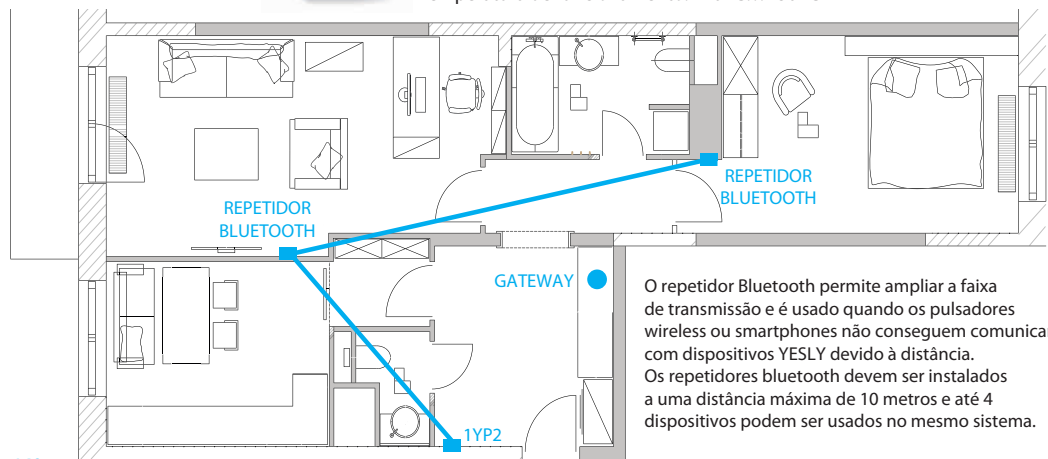 REPETIDOR
BLUETOOTH
REPETIDOR
BLUETOOTH
GATEWAY
1YP2
O repetidor Bluetooth permite ampliar a faixa
de transmissão e é usado quando os pulsadores
wireless ou smartphones não conseguem comunicar
com dispositivos YESLY devido à distância.
Os repetidores bluetooth devem ser instalados
a uma distância máxima de 10 metros e até 4
dispositivos podem ser usados no mesmo sistema.